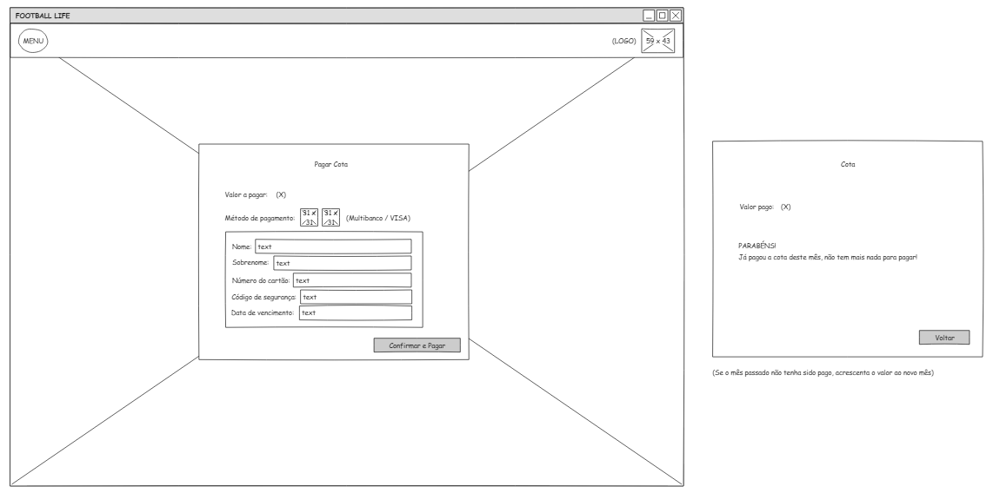 FOOTBALL LIFE
MENU
(LOGO)
59 x 43
Pagar Cota
Valor a pagar: (X)
Método de pagamento: 31 x 31 31 x 31 (Multibanco / VISA)
Nome: text
Sobrenome: text
Número do cartão: text
Código de segurança: text
Data de vencimento: text
Confirmar e Pagar
Cota
Valor pago: (X)
PARABÉNS!
Já pagou a cota deste mês, não tem mais nada para pagar!
Voltar
(Se o mês passado não tenha sido pago, acrescenta o valor ao novo mês)